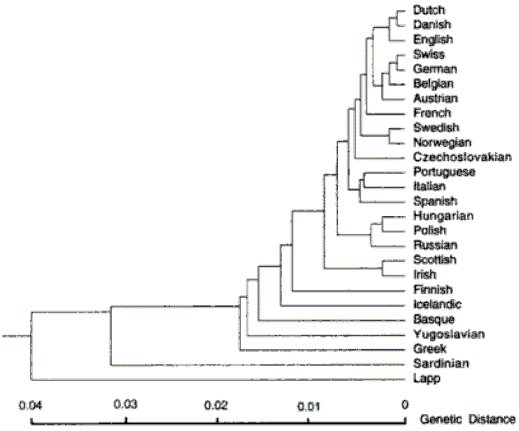 Dutch
Danish
English
Swiss
German
Belgian
Austrian
French
Swedish
Norwegian
Czechoslovakian
Portuguese
Italian
Spanish
Hungarian
Polish
Russian
Scottish
Irish
Finnish
Icelandic
Basque
Yugoslavian
Greek
Sardinian
Lapp
0.04 0.03 0.02 0.01 0
Genetic Distance